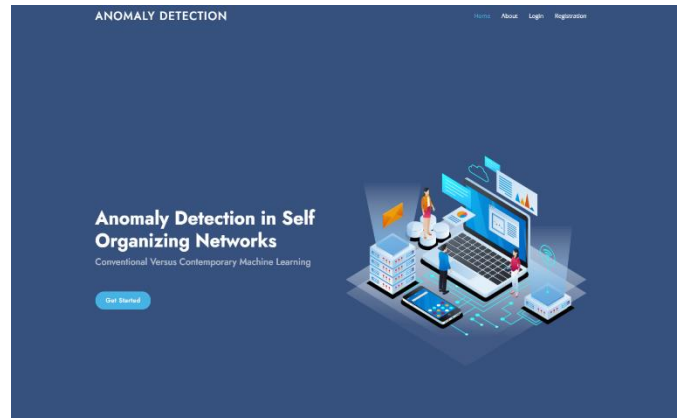 ANOMALY DETECTION
Home About Login Registration
Anomaly Detection in Self
Organizing Networks
Conventional Versus Contemporary Machine Learning
Get Started